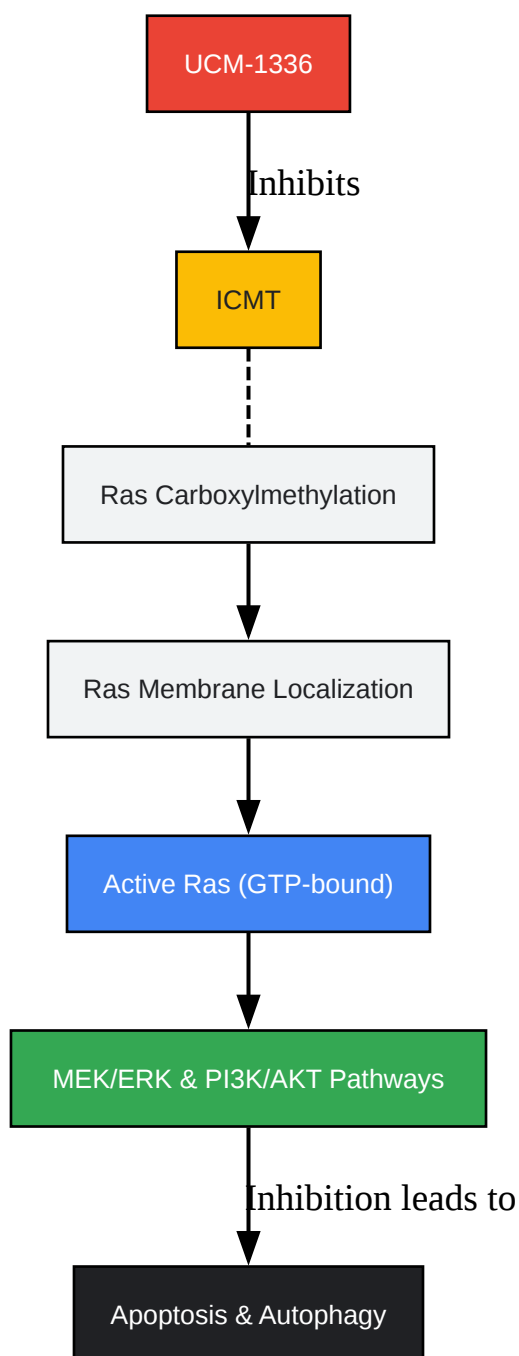 UCM-1336
Inhibits
ICMT
Ras Carboxylmethylation
Ras Membrane Localization
Active Ras (GTP-bound)
MEK/ERK & PI3K/AKT Pathways
Inhibition leads to
Apoptosis & Autophagy